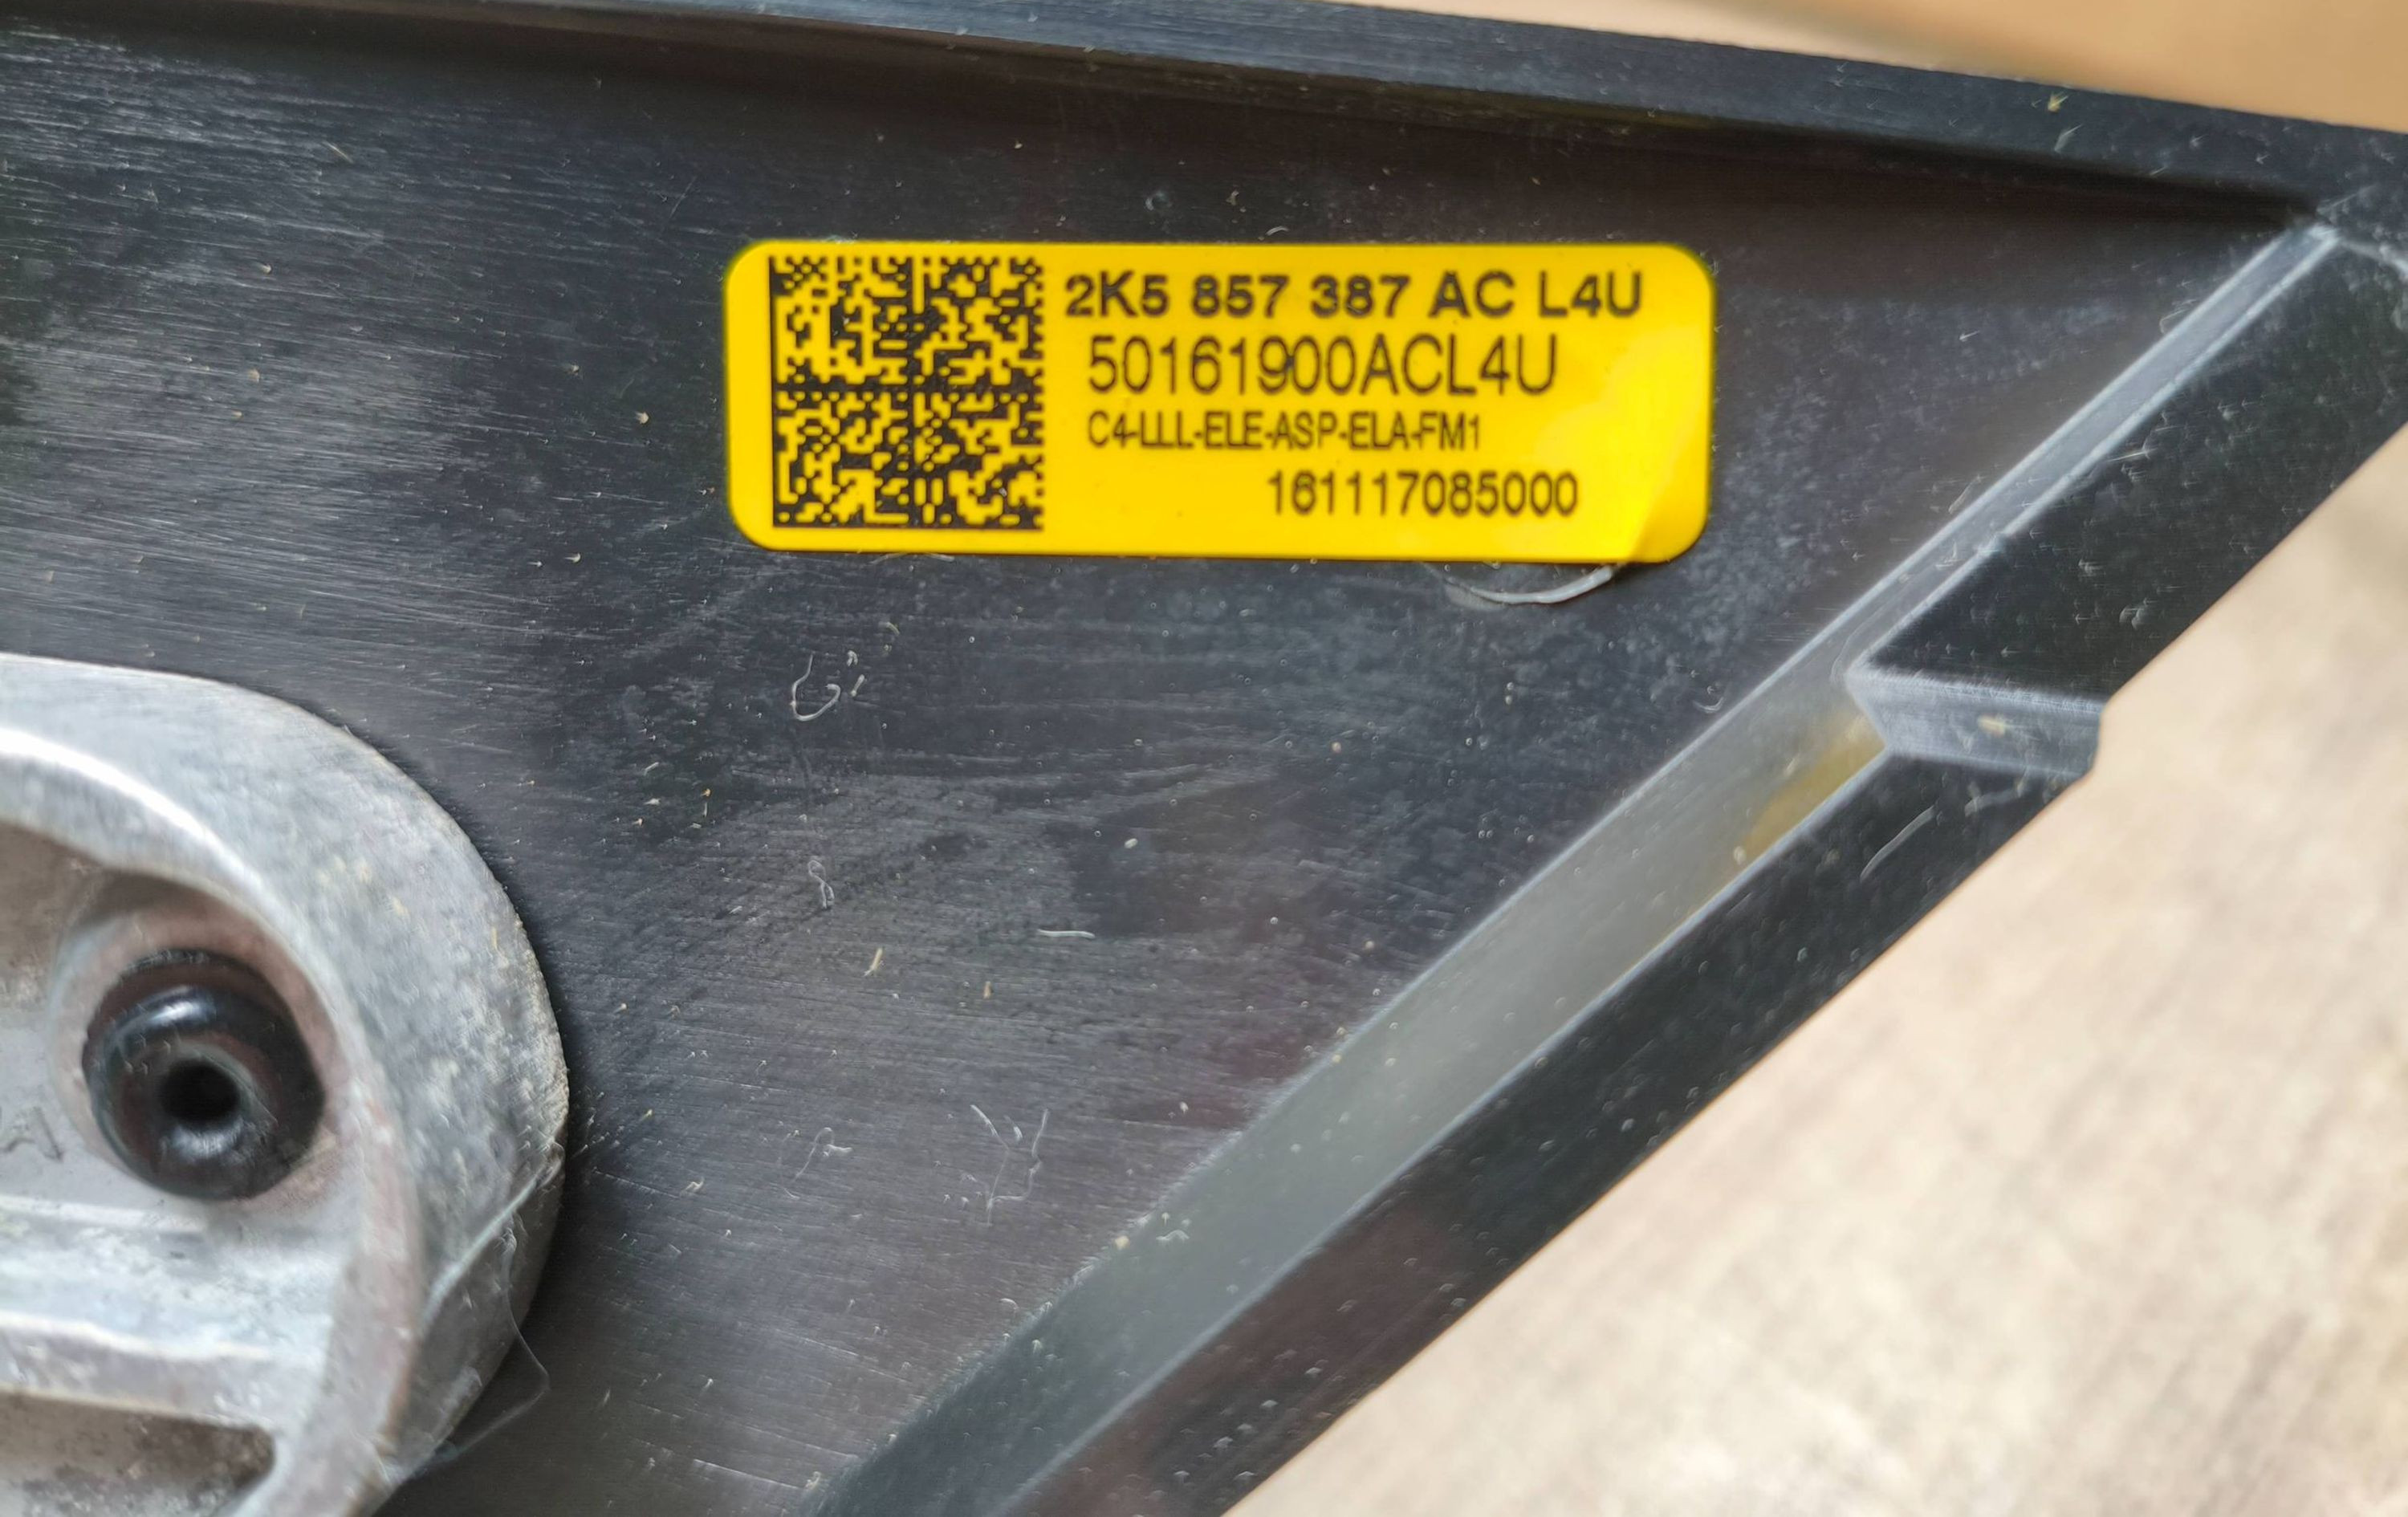 2K5 857 387 AC L4U
50161900ACL4U
C4-LLL-ELE-ASP-ELA-FM1
161117085000